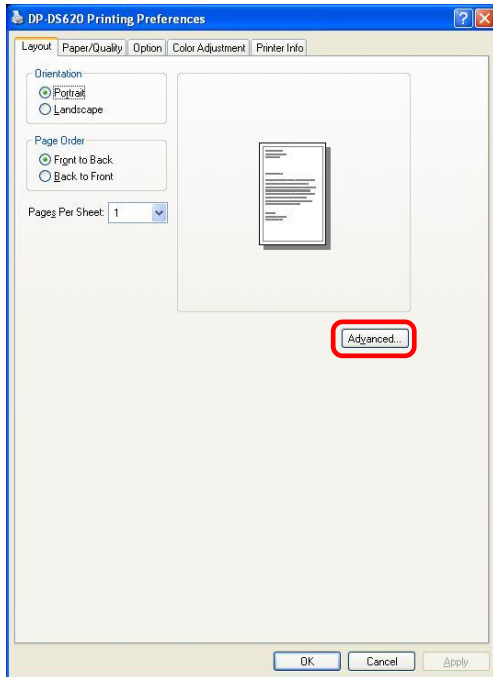 DP-DS620 Printing Preferences
Layout Paper/Quality Option Color Adjustment Printer Info
Orientation
Portrait
Landscape
Page Order
Front to Back
Back to Front
Pages Per Sheet: 1
Advanced...
OK Cancel Apply